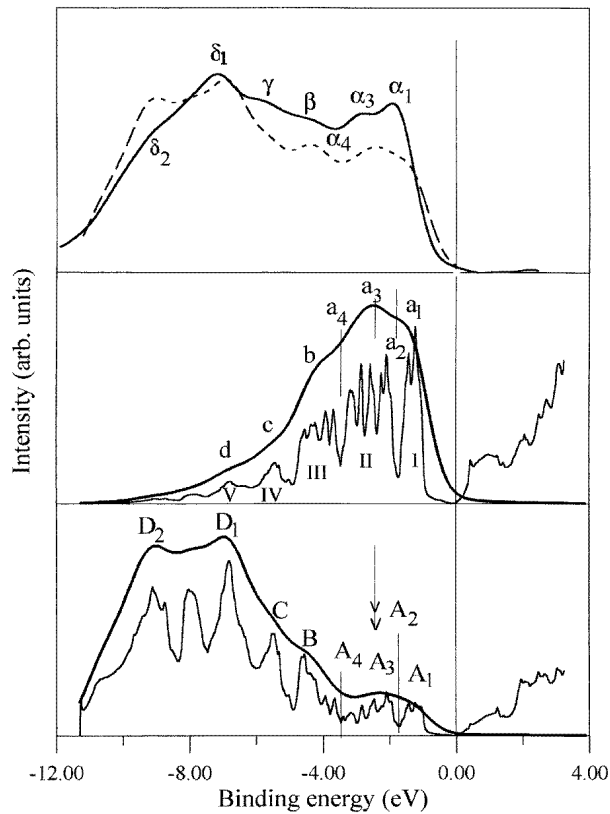 δ1
γ
β
α3
α1
α4
δ2
a3
a1
a4
a2
b
c
d
V
IV
III
II
I
D2
D1
C
B
A2
A4
A3
A1
Intensity (arb. units)
-12.00
-8.00
-4.00
0.00
4.00
Binding energy (eV)